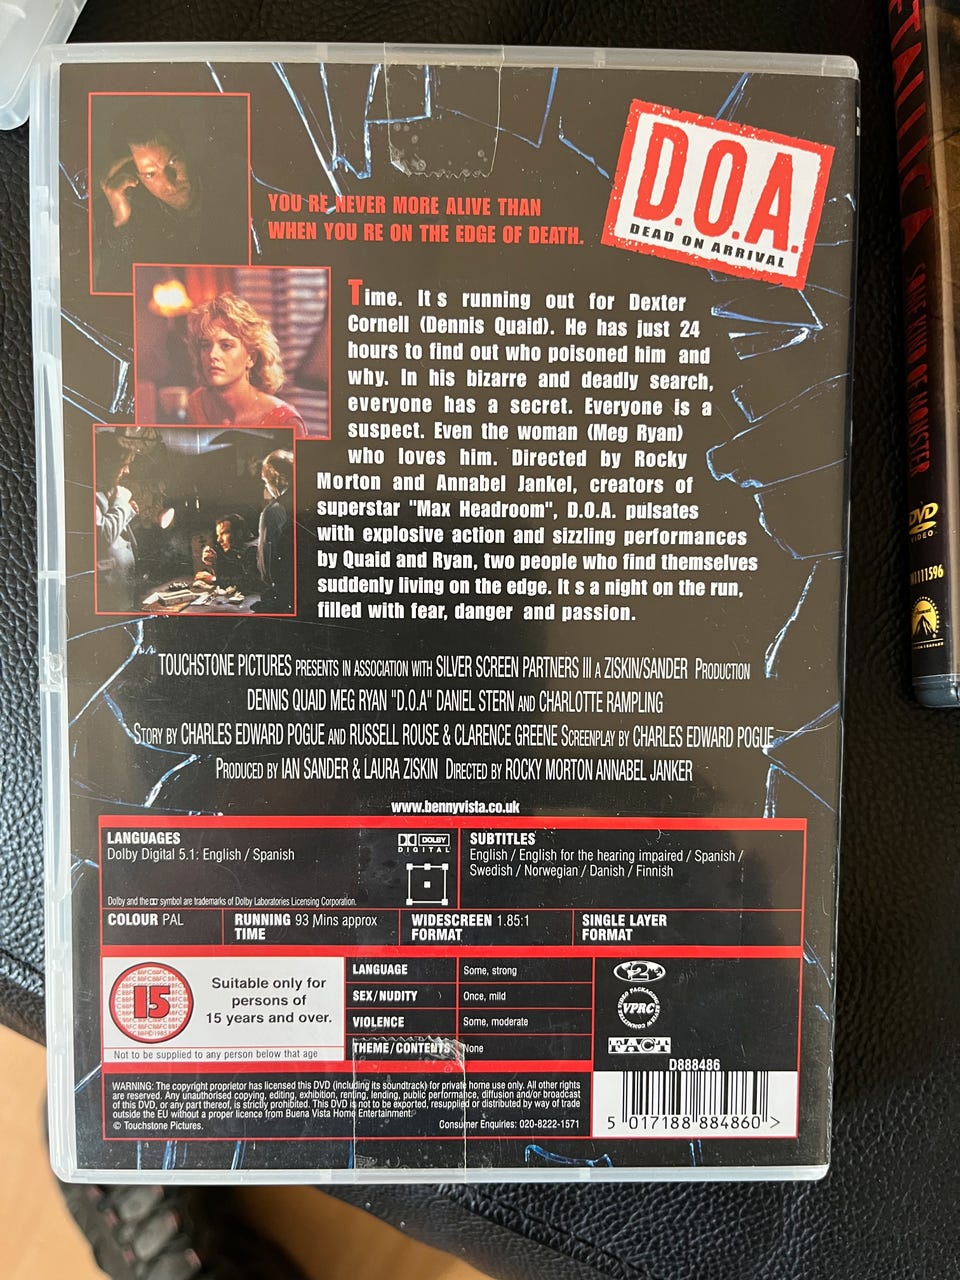 D.O.A.
DEAD ON ARRIVAL
YOU RE NEVER MORE ALIVE THAN
WHEN YOU RE ON THE EDGE OF DEATH.
Time. It s running out for Dexter
Cornell (Dennis Quaid). He has just 24
hours to find out who poisoned him and
why. In his bizarre and deadly search,
everyone has a secret. Everyone is a
suspect. Even the woman (Meg Ryan)
who loves him. Directed by Rocky
Morton and Annabel Jankel, creators of
superstar "Max Headroom", D.O.A. pulsates
with explosive action and sizzling performances
by Quaid and Ryan, two people who find themselves
suddenly living on the edge. It s a night on the run,
filled with fear, danger and passion.
TOUCHSTONE PICTURES PRESENTS IN ASSOCIATION WITH SILVER SCREEN PARTNERS III A ZISKIN/SANDER PRODUCTION
DENNIS QUAID MEG RYAN "D.O.A" DANIEL STERN AND CHARLOTTE RAMPLING
STORY BY CHARLES EDWARD POGUE AND RUSSELL ROUSE & CLARENCE GREENE SCREENPLAY BY CHARLES EDWARD POGUE
PRODUCED BY IAN SANDER & LAURA ZISKIN DIRECTED BY ROCKY MORTON ANNABEL JANKER
www.bennyvista.co.uk
LANGUAGES
Dolby Digital 5.1: English / Spanish
DOLBY
DIGITAL
Dolby and the symbol are trademarks of Dolby Laboratories Licensing Corporation.
SUBTITLES
English / English for the hearing impaired / Spanish /
Swedish / Norwegian / Danish / Finnish
COLOUR PAL
RUNNING 93 Mins approx
TIME
WIDESCREEN 1.85:1
FORMAT
SINGLE LAYER
FORMAT
15
Suitable only for
persons of
15 years and over.
Not to be supplied to any person below that age
LANGUAGE Some, strong
SEX/NUDITY Once, mild
VIOLENCE Some, moderate
THEME/CONTENTS None
2
VIDEO PACKAGING REVIEW COMMITTEE
VPRC
FACT
D888486
5 017188 884860 >
WARNING: The copyright proprietor has licensed this DVD (including its soundtrack) for private home use only. All other rights
are reserved. Any unauthorised copying, editing, exhibition, renting, lending, public performance, diffusion and/or broadcast
of this DVD, or any part thereof, is strictly prohibited. This DVD is not to be exported, resupplied or distributed by way of trade
outside the EU without a proper licence from Buena Vista Home Entertainment.
© Touchstone Pictures.
Consumer Enquiries: 020-8222-1571
ETALLICA
SOME KIND OF MONSTER
DVD
VIDEO
Paramount